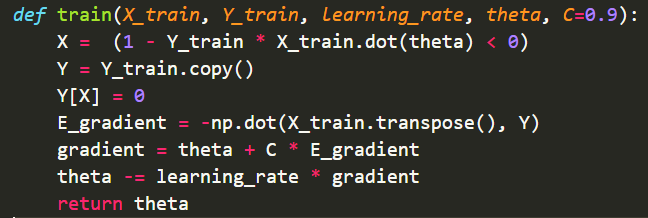 def train(X_train, Y_train, learning_rate, theta, C=0.9):
    X =  (1 - Y_train * X_train.dot(theta) < 0)
    Y = Y_train.copy()
    Y[X] = 0
    E_gradient = -np.dot(X_train.transpose(), Y)
    gradient = theta + C * E_gradient
    theta -= learning_rate * gradient
    return theta